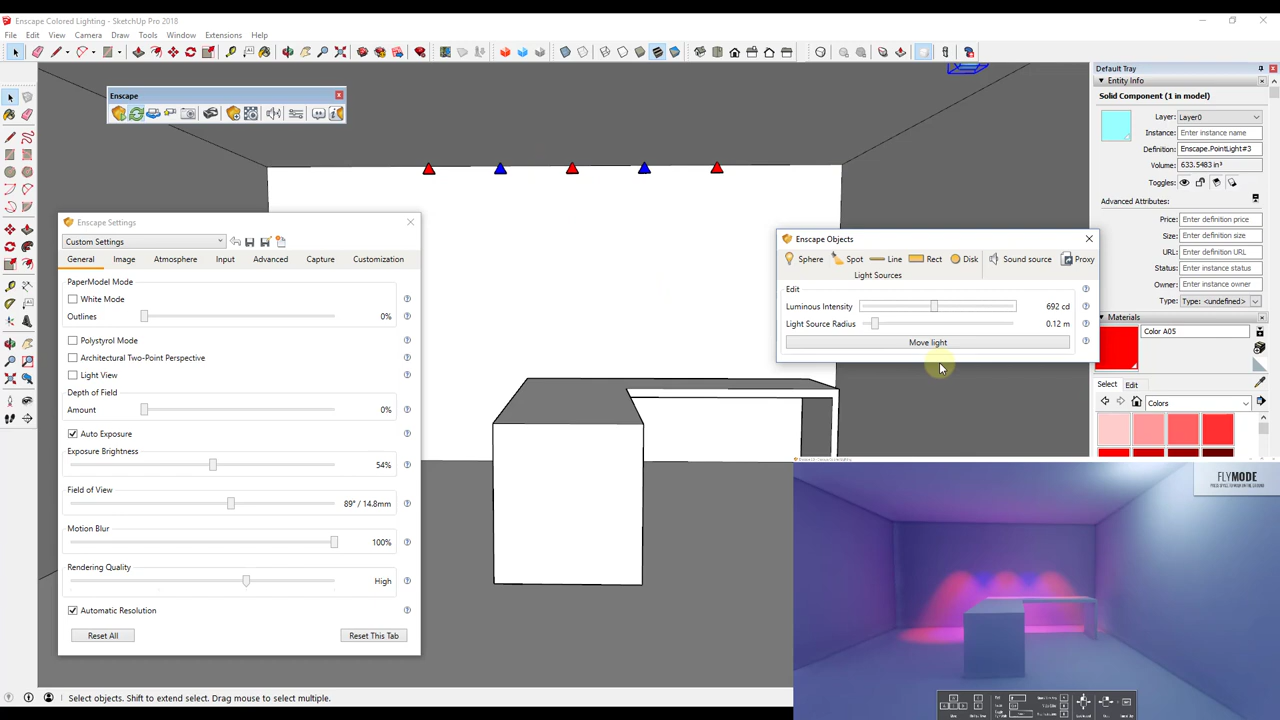 Enscape Colored Lighting - SketchUp Pro 2018
File Edit View Camera Draw Tools Window Extensions Help
Default Tray
Entity Info
Solid Component (1 in model)
Layer: Layer0
Instance: Enter instance name
Definition: Enscape.PointLight#3
Volume: 633.5483 in³
Toggles:
Advanced Attributes:
Price: Enter definition price
Size: Enter definition size
URL: Enter definition URL
Status: Enter instance status
Owner: Enter instance owner
Type: Type: <undefined>
Materials
Color A05
Select Edit
Colors
Enscape
Enscape Settings
Custom Settings
General Image Atmosphere Input Advanced Capture Customization
PaperModel Mode
White Mode
Outlines 0%
Polystyrol Mode
Architectural Two-Point Perspective
Light View
Depth of Field
Amount 0%
Auto Exposure
Exposure Brightness
54%
Field of View
89° / 14.8mm
Motion Blur
100%
Rendering Quality
High
Automatic Resolution
Reset All Reset This Tab
Enscape Objects
Sphere Spot Line Rect Disk Sound source Proxy
Light Sources
Edit
Luminous Intensity 692 cd
Light Source Radius 0.12 m
Move light
FLYMODE
Select objects. Shift to extend select. Drag mouse to select multiple.